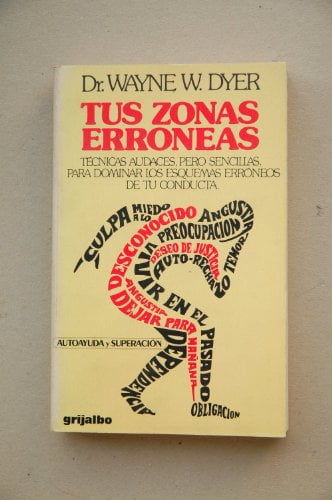 Dr. WAYNE W. DYER
TUS ZONAS
ERRONEAS
TÉCNICAS AUDACES, PERO SENCILLAS,
PARA DOMINAR LOS ESQUEMAS ERRÓNEOS
DE TU CONDUCTA.
CULPA
MIEDO
A LO
DESCONOCIDO
ANGUSTIA
PREOCUPACION
DESEO DE JUSTICIA
NO TEMOR
VIVIR EN EL PASADO
ANGUSTIA
DEJAR PARA
MAÑANA
DEPENDENCIA
OBLIGACION
AUTOAYUDA y SUPERACIÓN
grijalbo